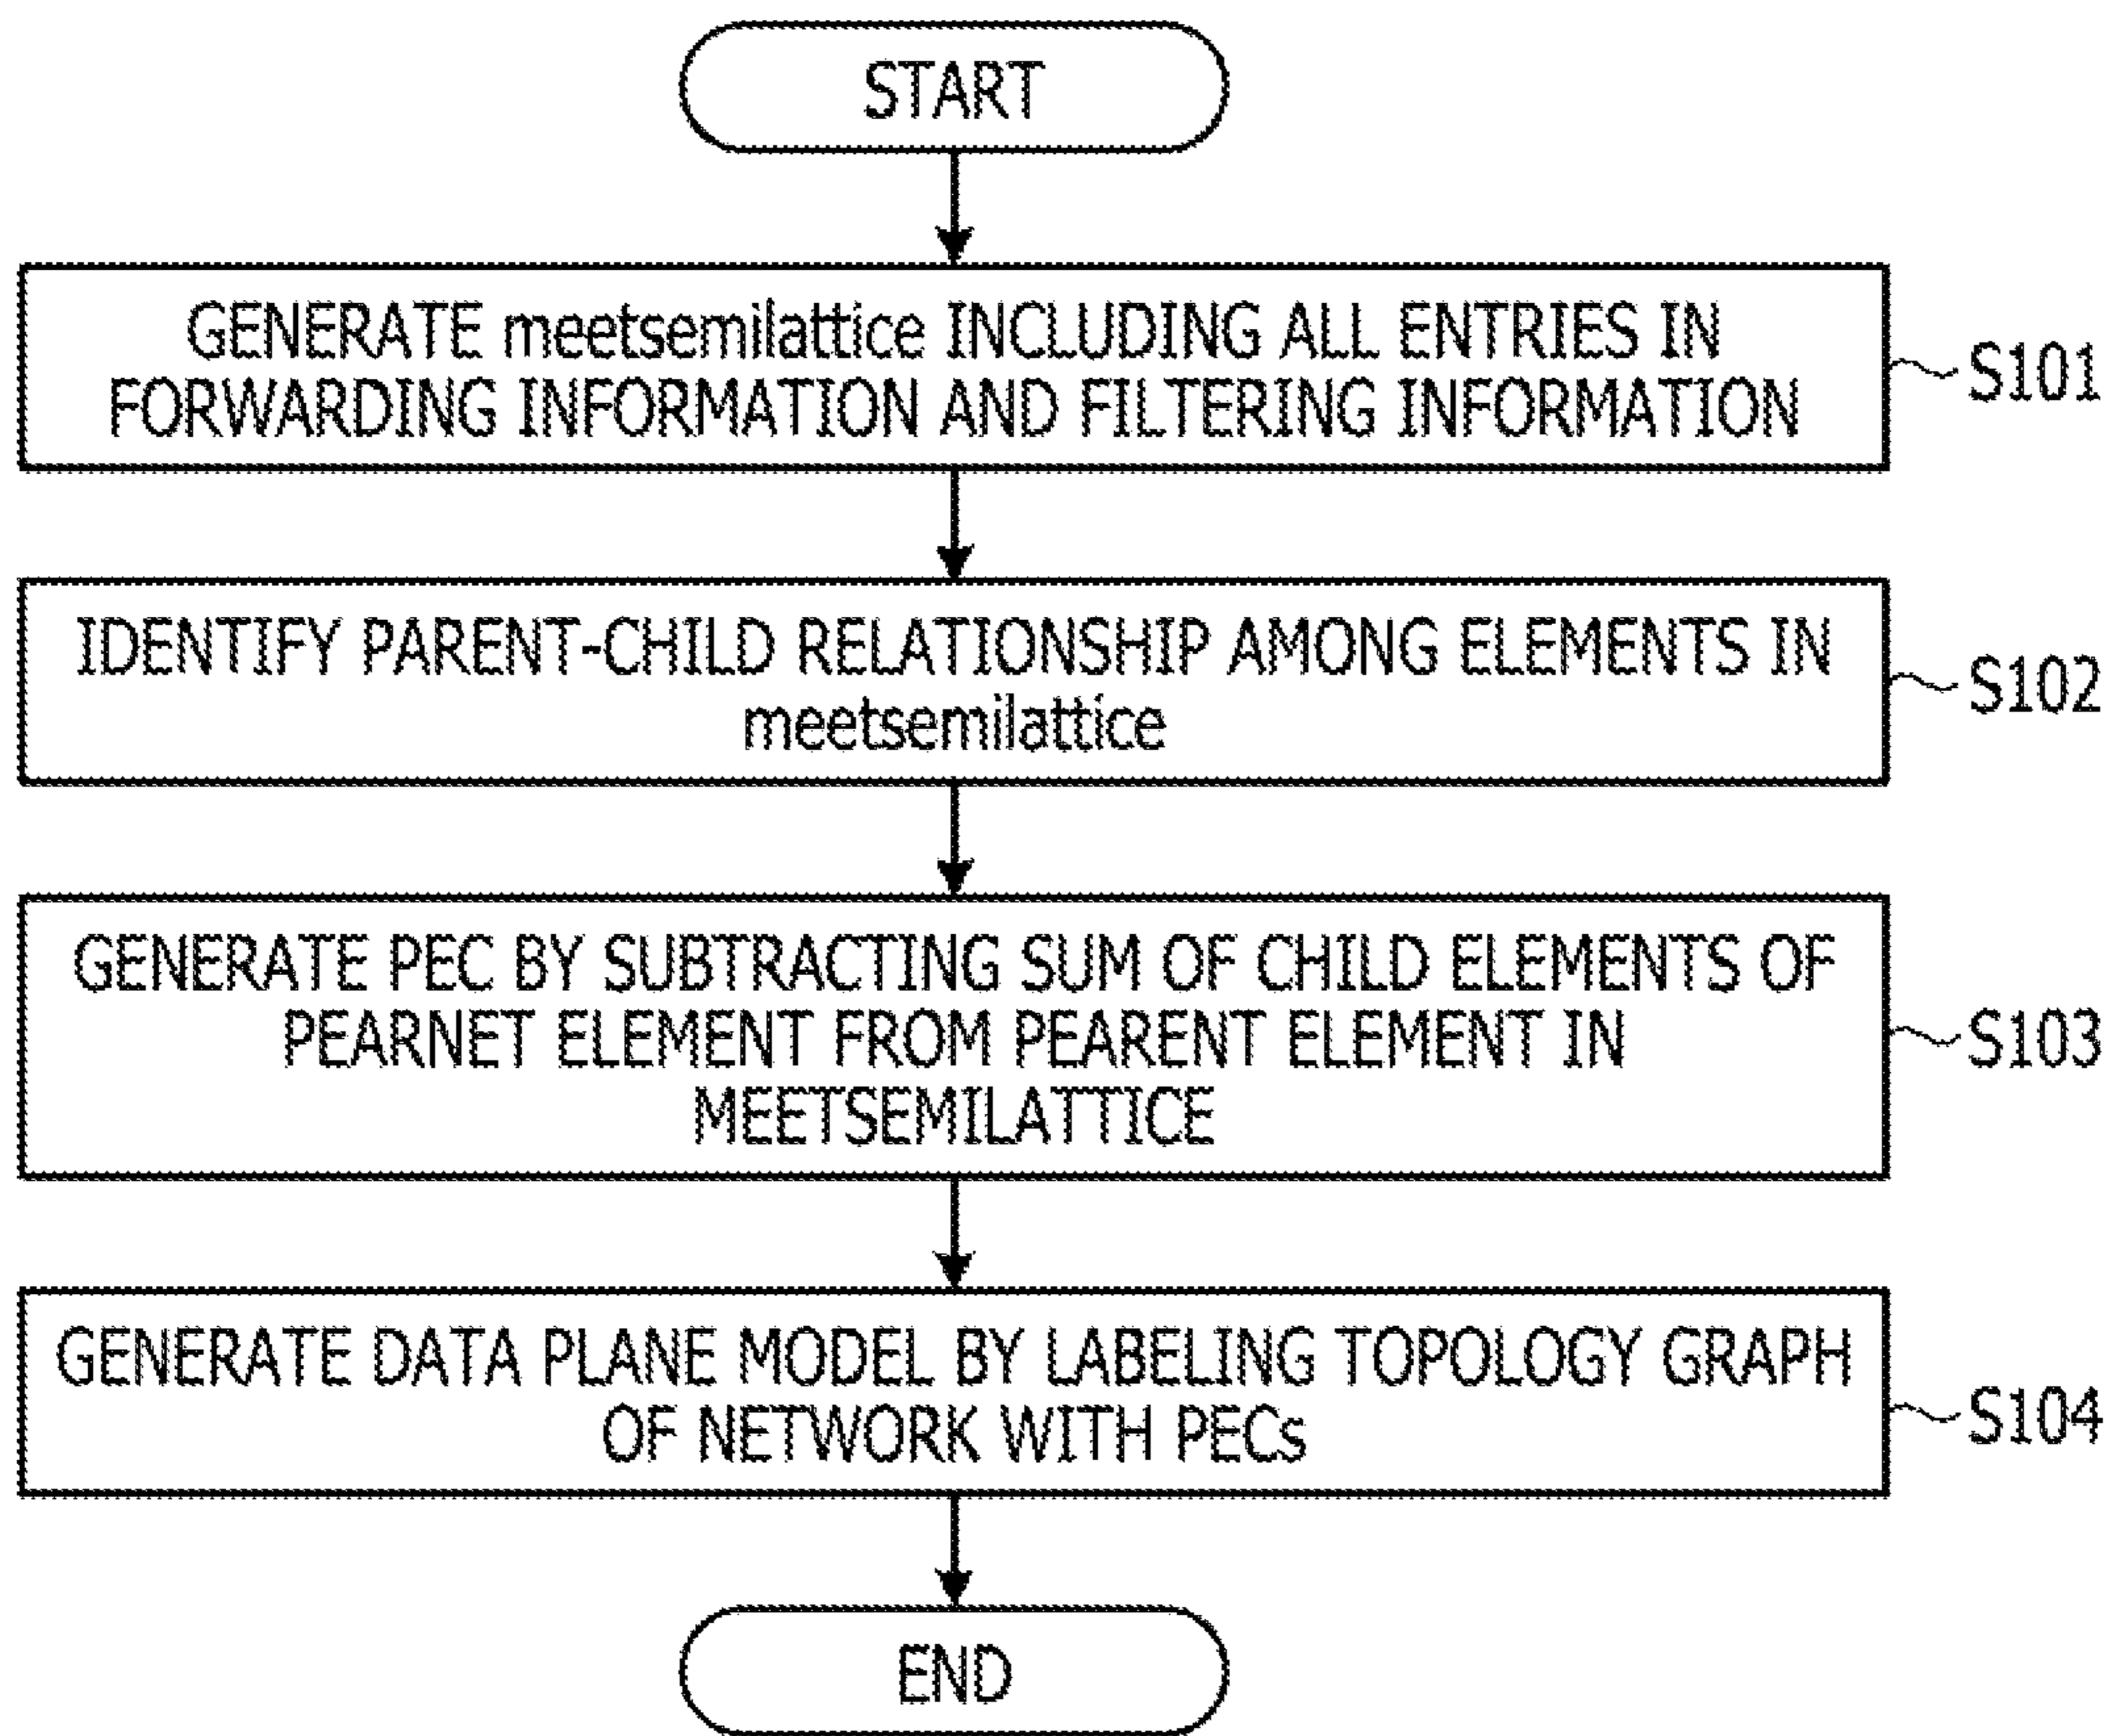 START
GENERATE meetsemilattice INCLUDING ALL ENTRIES IN
FORWARDING INFORMATION AND FILTERING INFORMATION
S101
IDENTIFY PARENT-CHILD RELATIONSHIP AMONG ELEMENTS IN
meetsemilattice
S102
GENERATE PEC BY SUBTRACTING SUM OF CHILD ELEMENTS OF
PEARNET ELEMENT FROM PEARENT ELEMENT IN
MEETSEMILATTICE
S103
GENERATE DATA PLANE MODEL BY LABELING TOPOLOGY GRAPH
OF NETWORK WITH PECs
S104
END